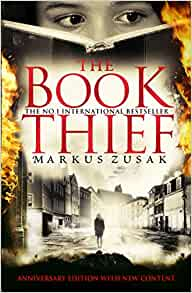 THE
BOOK
THE NO.1 INTERNATIONAL BESTSELLER
THIEF
MARKUS ZUSAK
ANNIVERSARY EDITION WITH NEW CONTENT